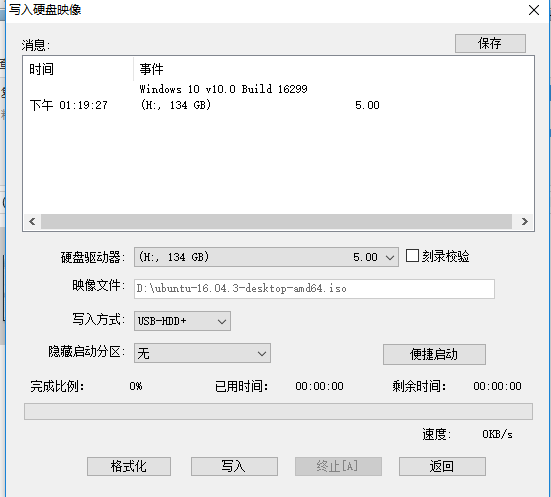 写入硬盘映像
消息:
保存
时间 事件
Windows 10 v10.0 Build 16299
下午 01:19:27 (H:, 134 GB) 5.00
硬盘驱动器: (H:, 134 GB) 5.00 刻录校验
映像文件: D:\ubuntu-16.04.3-desktop-amd64.iso
写入方式: USB-HDD+
隐藏启动分区: 无 便捷启动
完成比例: 0% 已用时间: 00:00:00 剩余时间: 00:00:00
速度: 0KB/s
格式化 写入 终止[A] 返回